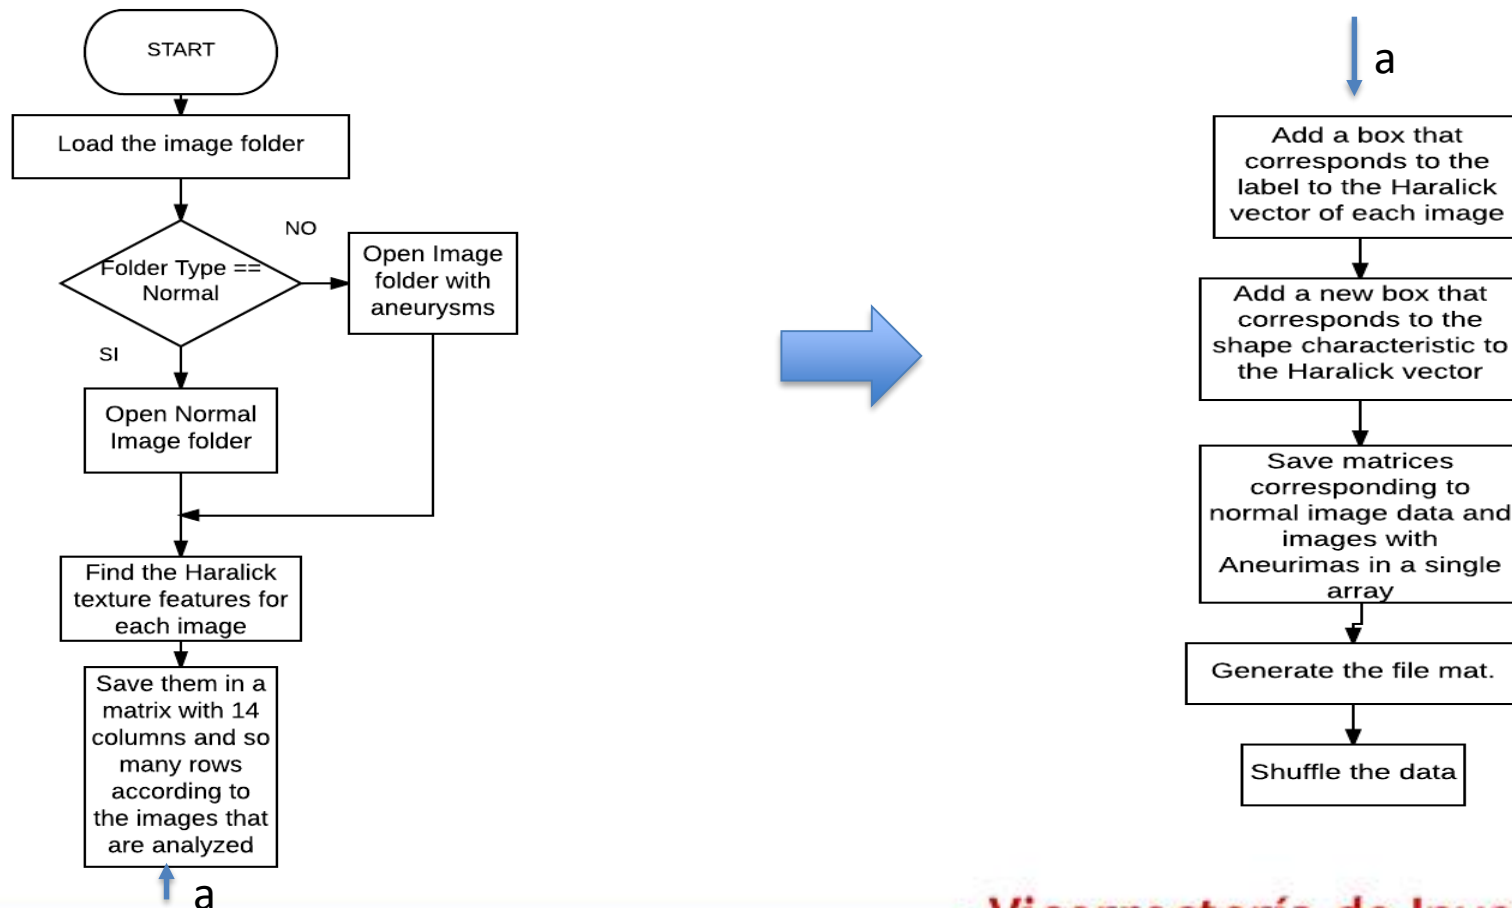 START
Load the image folder
Folder Type ==
Normal
NO
Open Image
folder with
aneurysms
SI
Open Normal
Image folder
Find the Haralick
texture features for
each image
Save them in a
matrix with 14
columns and so
many rows
according to
the images that
are analyzed
a
a
Add a box that
corresponds to the
label to the Haralick
vector of each image
Add a new box that
corresponds to the
shape characteristic to
the Haralick vector
Save matrices
corresponding to
normal image data and
images with
Aneurimas in a single
array
Generate the file mat.
Shuffle the data